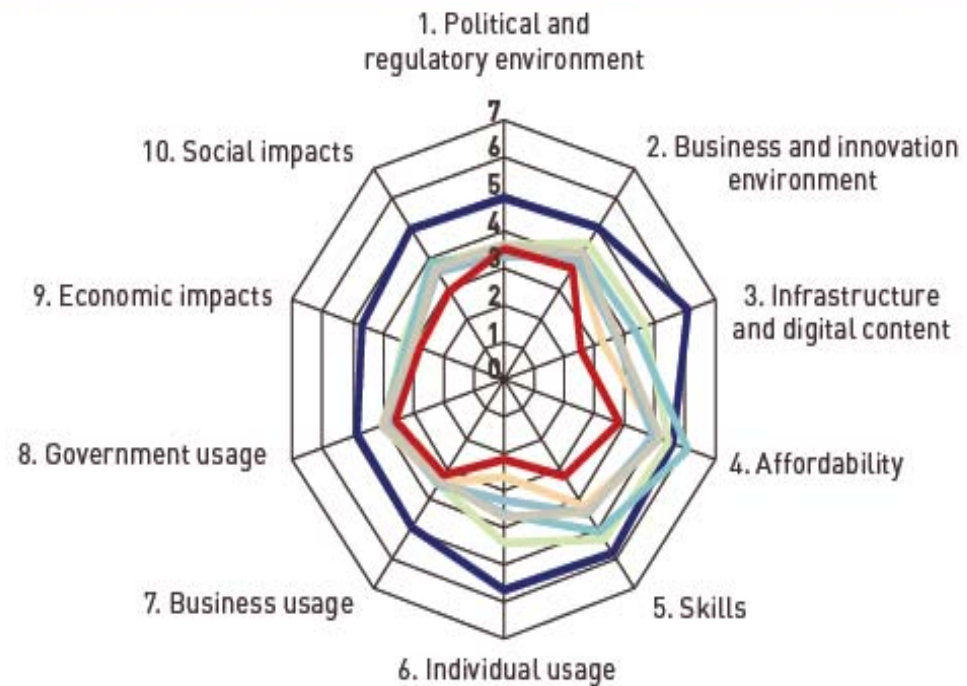 1. Political and
regulatory environment
7
6
5
4
3
2
1
0
2. Business and innovation
environment
3. Infrastructure
and digital content
4. Affordability
5. Skills
6. Individual usage
7. Business usage
8. Government usage
9. Economic impacts
10. Social impacts